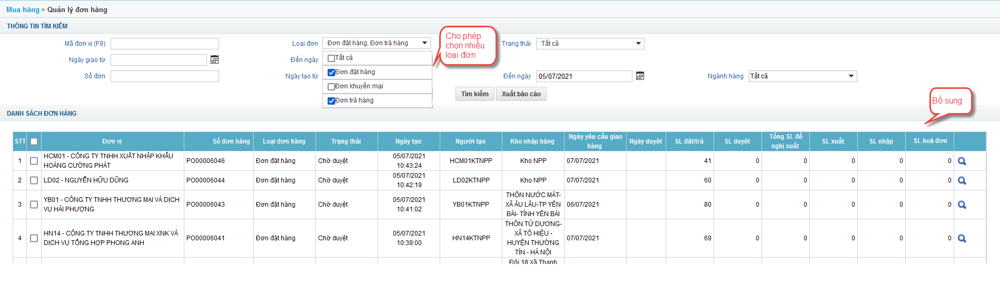 Mua hàng » Quản lý đơn hàng
THÔNG TIN TÌM KIẾM
Mã đơn vị (F9)
Loại đơn
Đơn đặt hàng, Đơn trả hàng
Trạng thái
Tất cả
Ngày giao từ
Đến ngày
Số đơn
Ngày tạo từ
Đến ngày
05/07/2021
Ngành hàng
Tất cả
Tất cả
Đơn đặt hàng
Đơn khuyến mại
Đơn trả hàng
Cho phép
chọn nhiều
loại đơn
Tìm kiếm
Xuất báo cáo
Bổ sung
DANH SÁCH ĐƠN HÀNG
STT
Đơn vị
Số đơn hàng
Loại đơn hàng
Trạng thái
Ngày tạo
Người tạo
Kho nhập hàng
Ngày yêu cầu giao
hàng
Ngày duyệt
SL đặt/trả
SL duyệt
Tổng SL đề
nghị xuất
SL xuất
SL nhập
SL hoá đơn
1
HCM01 - CÔNG TY TNHH XUẤT NHẬP KHẨU
HOÀNG CƯỜNG PHÁT
PO00006046
Đơn đặt hàng
Chờ duyệt
05/07/2021
10:43:24
HCM01KTNPP
Kho NPP
07/07/2021
41
0
0
0
0
0
2
LD02 - NGUYỄN HỮU DŨNG
PO00006044
Đơn đặt hàng
Chờ duyệt
05/07/2021
10:42:19
LD02KTNPP
Kho NPP
07/07/2021
60
0
0
0
0
0
3
YB01 - CÔNG TY TNHH THƯƠNG MẠI VÀ DỊCH
VỤ HẢI PHƯỢNG
PO00006043
Đơn đặt hàng
Chờ duyệt
05/07/2021
10:41:02
YB01KTNPP
THÔN NƯỚC MÁT-
XÃ ÂU LÂU-TP YÊN
BÁI- TỈNH YÊN BÁI
06/07/2021
80
0
0
0
0
0
4
HN14 - CÔNG TY TNHH THƯƠNG MẠI XNK VÀ
DỊCH VỤ TỔNG HỢP PHONG ANH
PO00006041
Đơn đặt hàng
Chờ duyệt
05/07/2021
10:39:00
HN14KTNPP
THÔN TỬ DƯƠNG-
XÃ TÔ HIỆU -
HUYỆN THƯỜNG
TÍN - HÀ NỘI
07/07/2021
69
0
0
0
0
0
Đội 18 Xã Thanh